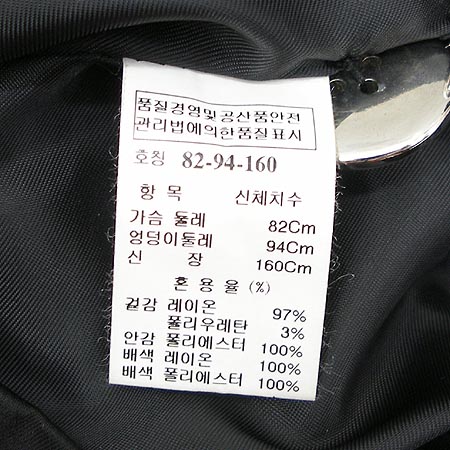 품질경영및공산품안전
관리법에의한품질표시
호칭 82-94-160
항 목 신체치수
가슴 둘레 82Cm
엉덩이둘레 94Cm
신 장 160Cm
혼 용 율 (%)
겉감 레이온 97%
폴리우레탄 3%
안감 폴리에스터 100%
배색 레이온 100%
배색 폴리에스터 100%